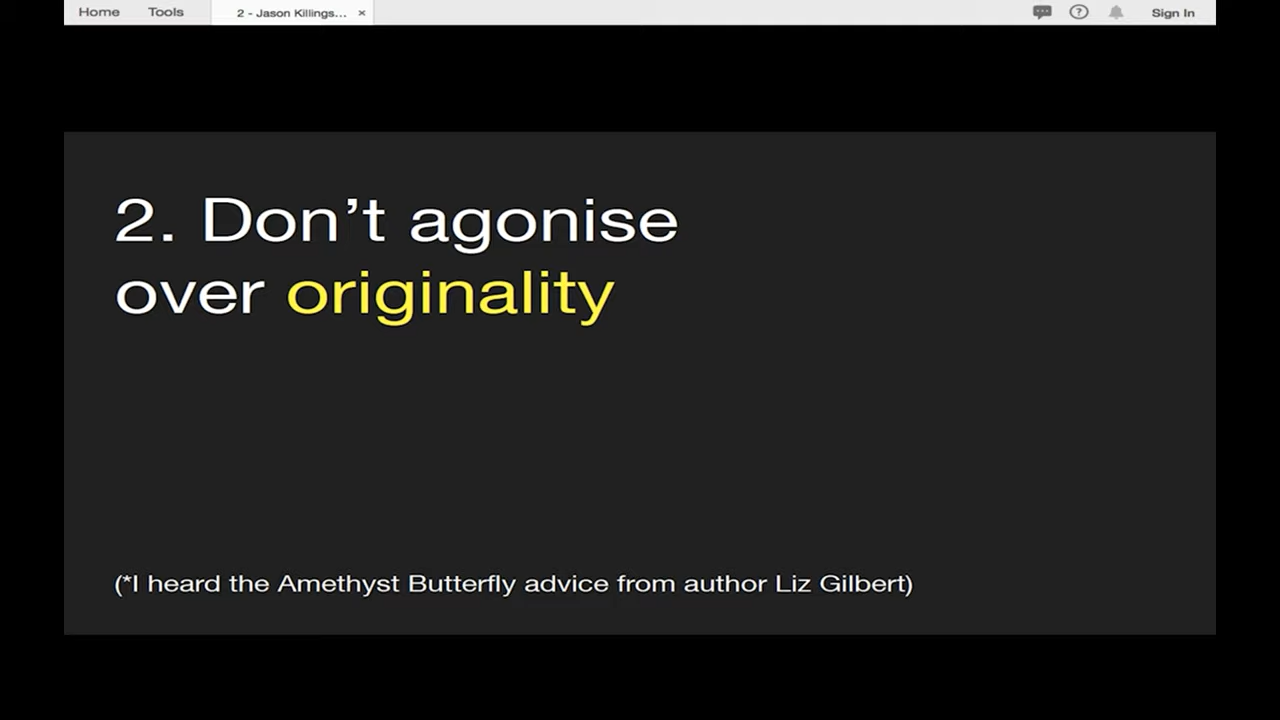 Home Tools 2 - Jason Killings... × ? Sign In
2. Don’t agonise
over originality
(*I heard the Amethyst Butterfly advice from author Liz Gilbert)